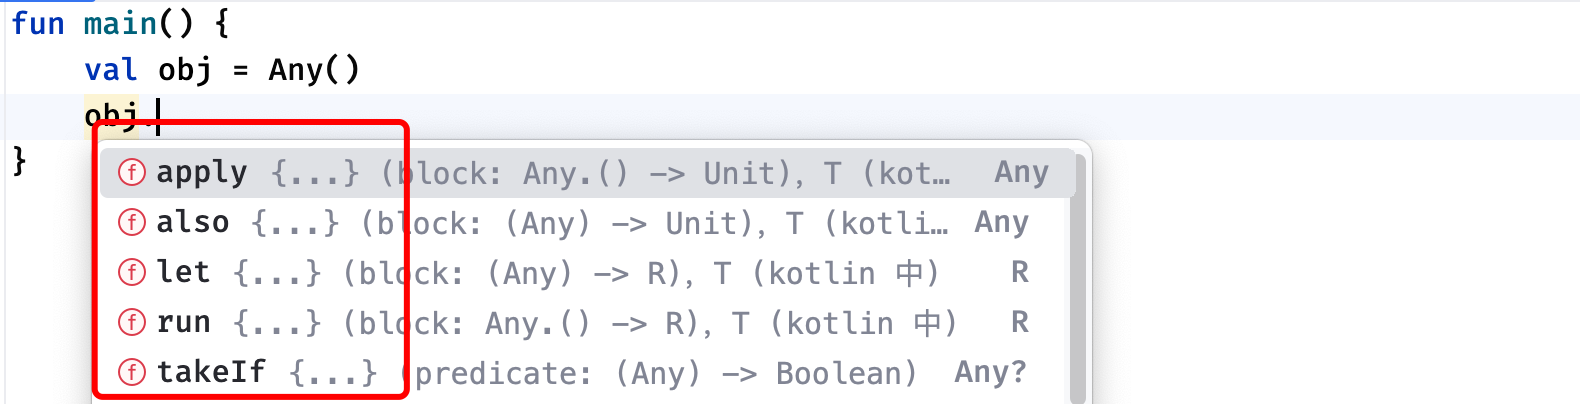 fun main() {
val obj = Any()
obj.
}
f apply {...} (block: Any.() -> Unit), T (kot... Any
f also {...} (block: (Any) -> Unit), T (kotli... Any
f let {...} (block: (Any) -> R), T (kotlin 中) R
f run {...} (block: Any.() -> R), T (kotlin 中) R
f takeIf {...} (predicate: (Any) -> Boolean) Any?